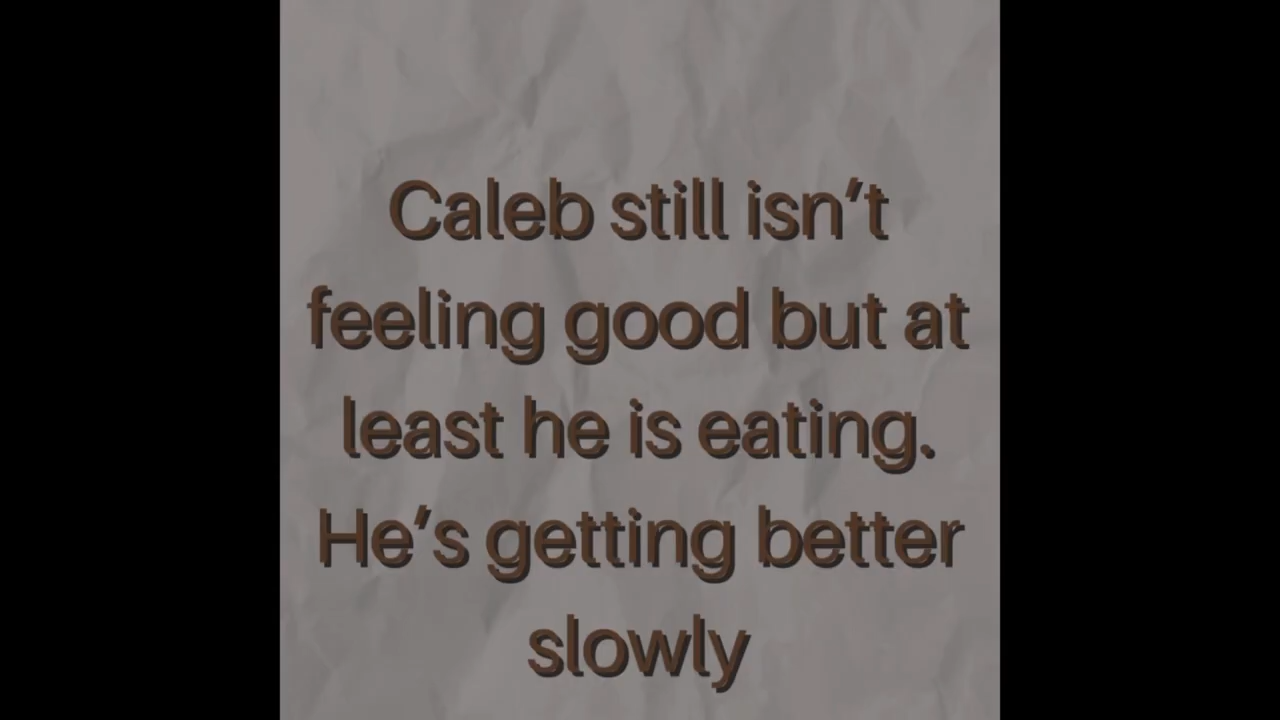 Caleb still isn’t
feeling good but at
least he is eating.
He’s getting better
slowly